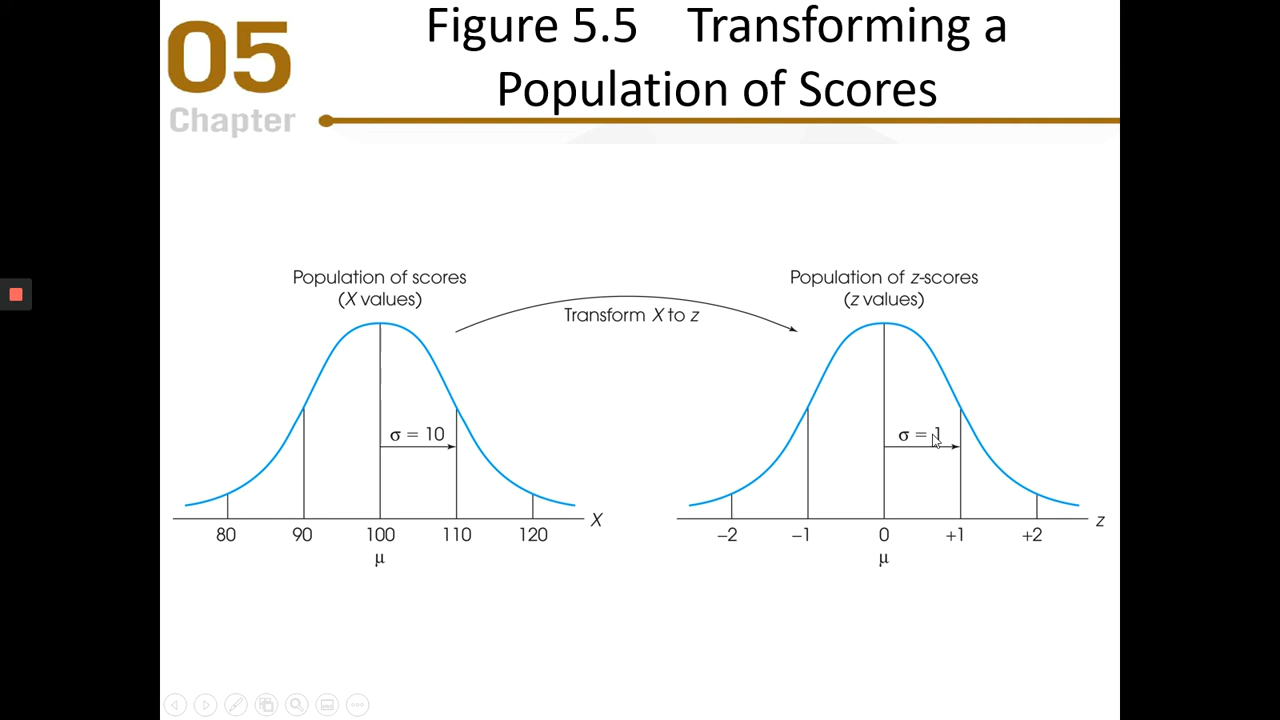 05
Chapter
Figure 5.5 Transforming a
Population of Scores
Population of scores
(X values)
Transform X to z
Population of z-scores
(z values)
σ = 10
80 90 100 110 120 X
μ
σ = 1
–2 –1 0 +1 +2 z
μ